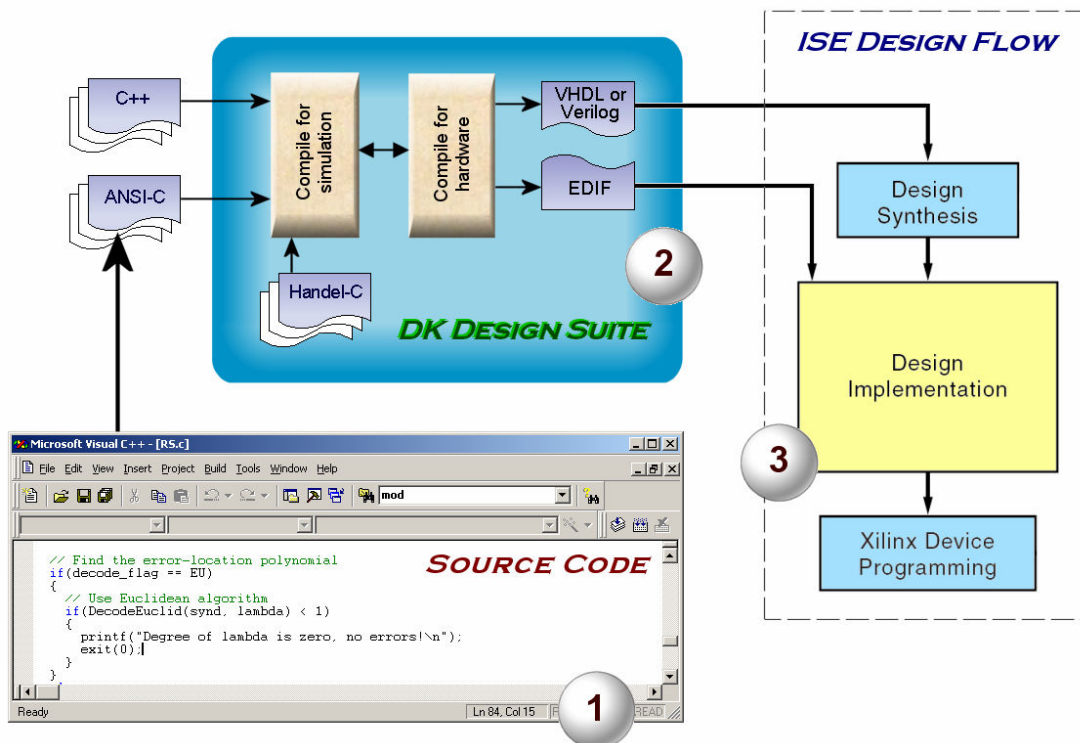 ISE DESIGN FLOW
C++
Compile for
simulation
Compile for
hardware
VHDL or
Verilog
ANSI-C
EDIF
Design
Synthesis
Handel-C
2
DK DESIGN SUITE
Design
Implementation
3
Xilinx Device
Programming
Microsoft Visual C++ - [RS.c]
File Edit View Insert Project Build Tools Window Help
mod
SOURCE CODE
// Find the error-location polynomial
if(decode_flag == EU)
{
// Use Euclidean algorithm
if(DecodeEuclid(synd, lambda) < 1)
{
printf("Degree of lambda is zero, no errors!\n");
exit(0);
}
}
1
Ready
Ln 84, Col 15
READ